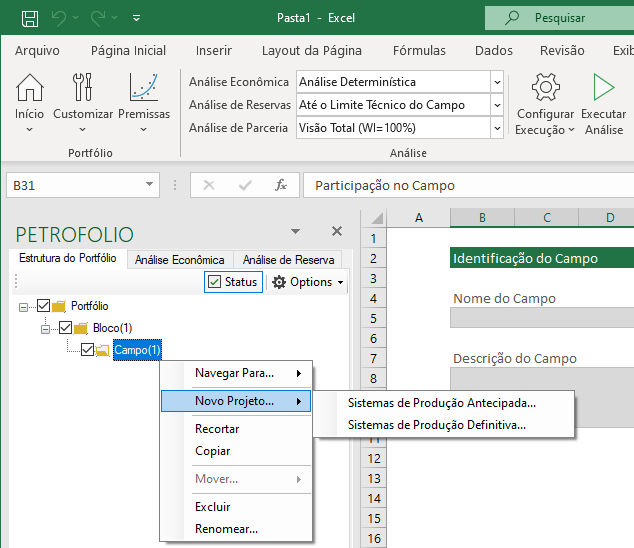 Pasta1 - Excel
Pesquisar
Arquivo Página Inicial Inserir Layout da Página Fórmulas Dados Revisão Exib
Início Customizar Premissas
Portfólio
Análise Econômica Análise Determinística
Análise de Reservas Até o Limite Técnico do Campo
Análise de Parceria Visão Total (WI=100%)
Análise
Configurar Execução
Executar Análise
B31
fx
Participação no Campo
PETROFOLIO
Estrutura do Portfólio Análise Econômica Análise de Reserva
Status Options
Portfólio
Bloco(1)
Campo(1)
Navegar Para...
Novo Projeto...
Recortar
Copiar
Mover...
Excluir
Renomear...
Sistemas de Produção Antecipada...
Sistemas de Produção Definitiva...
A B C D
1
2 Identificação do Campo
3
4 Nome do Campo
5
6
7 Descrição do Campo
8
11
12
13
14
15
16